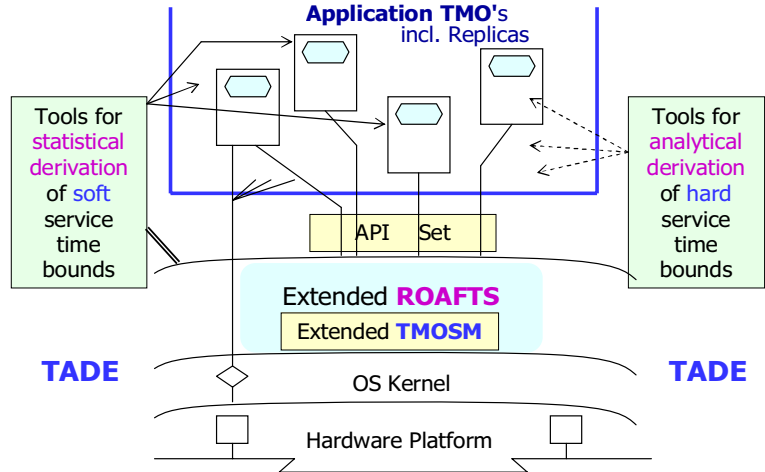 Application TMO's
incl. Replicas
Tools for
statistical
derivation
of soft
service
time
bounds
Tools for
analytical
derivation
of hard
service
time
bounds
API Set
Extended ROAFTS
Extended TMOSM
TADE
TADE
OS Kernel
Hardware Platform